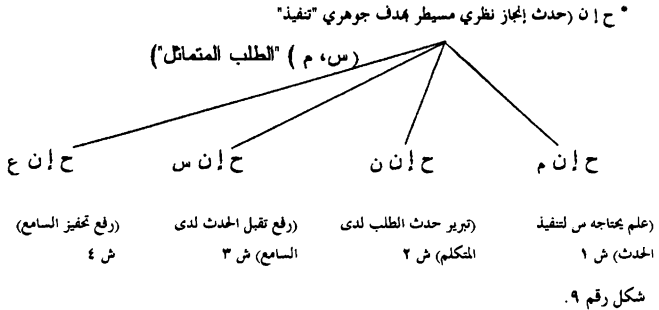 * ح إ ن (حدث إنجاز نظري مسيطر بهدف جوهري "تنفيذ"
(س، م) "الطلب المتماثل")
ح إ ن م ح إ ن ن ح إ ن س ح إ ن ع
(علم يحتاجه س لتنفيذ (تبرير حدث الطلب لدى (رفع تقبل الحدث لدى (رفع تحفيز السامع)
الحدث) ش ١ المتكلم) ش ٢ السامع) ش ٣ ش ٤
شكل رقم ٩.